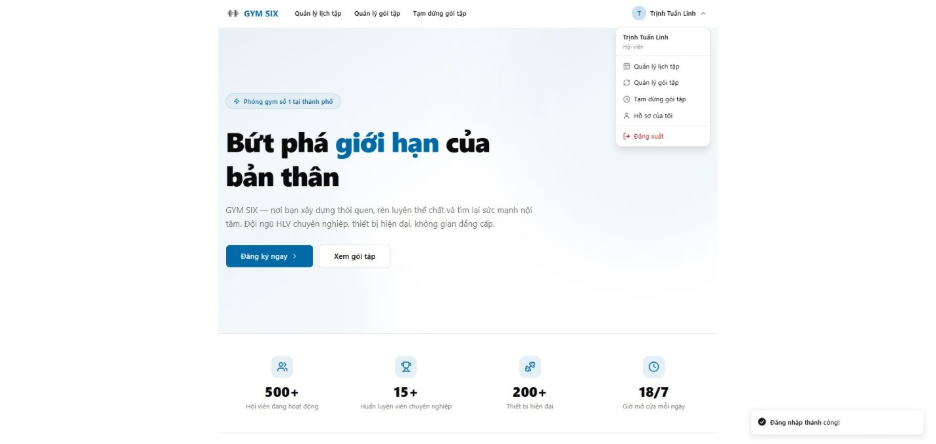 GYM SIX Quản lý lịch tập Quản lý gói tập Tạm dừng gói tập T Trịnh Tuấn Linh
Trịnh Tuấn Linh
Hội viên
Quản lý lịch tập
Quản lý gói tập
Tạm dừng gói tập
Hồ sơ của tôi
Đăng xuất
Phòng gym số 1 tại thành phố
Bứt phá giới hạn của
bản thân
GYM SIX — nơi bạn xây dựng thói quen, rèn luyện thể chất và tìm lại sức mạnh nội
tâm. Đội ngũ HLV chuyên nghiệp, thiết bị hiện đại, không gian đẳng cấp.
Đăng ký ngay Xem gói tập
500+ 15+ 200+ 18/7
Hội viên đang hoạt động Huấn luyện viên chuyên nghiệp Thiết bị hiện đại Giờ mở cửa mỗi ngày
Đăng nhập thành công!